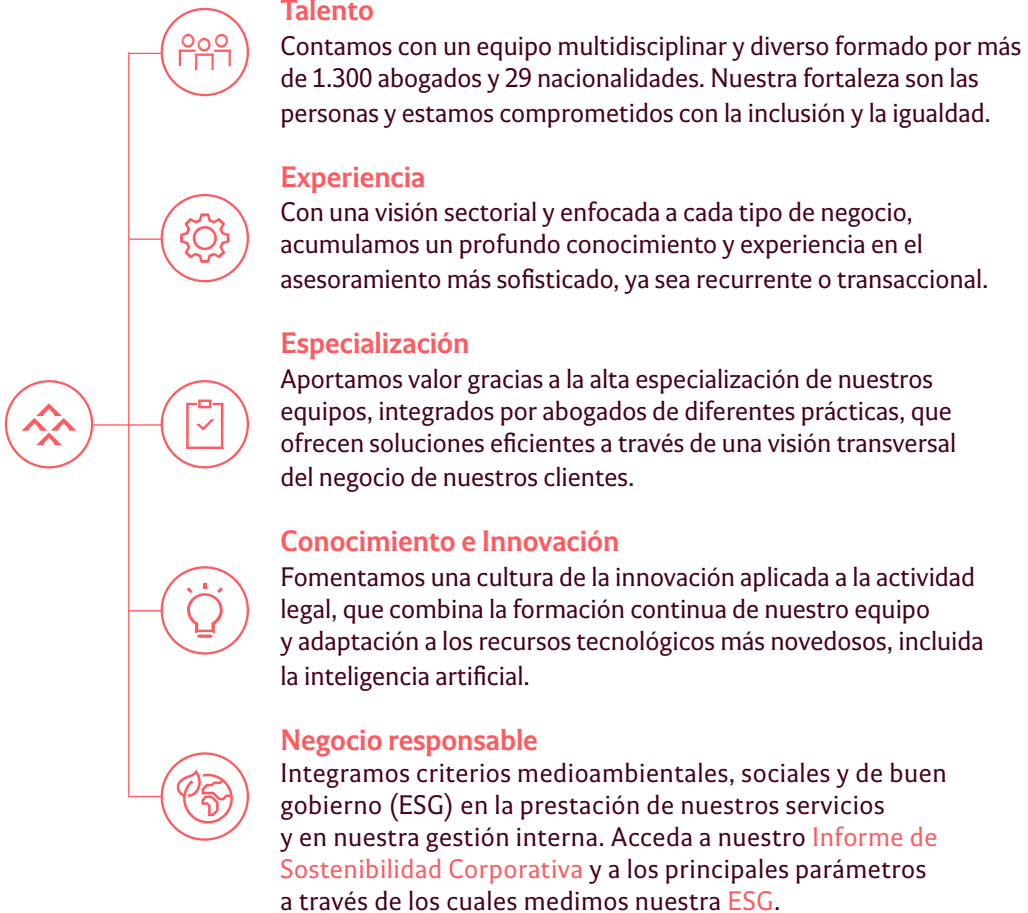 Talento
Contamos con un equipo multidisciplinar y diverso formado por más
de 1.300 abogados y 29 nacionalidades. Nuestra fortaleza son las
personas y estamos comprometidos con la inclusión y la igualdad.
Experiencia
Con una visión sectorial y enfocada a cada tipo de negocio,
acumulamos un profundo conocimiento y experiencia en el
asesoramiento más sofisticado, ya sea recurrente o transaccional.
Especialización
Aportamos valor gracias a la alta especialización de nuestros
equipos, integrados por abogados de diferentes prácticas, que
ofrecen soluciones eficientes a través de una visión transversal
del negocio de nuestros clientes.
Conocimiento e Innovación
Fomentamos una cultura de la innovación aplicada a la actividad
legal, que combina la formación continua de nuestro equipo
y adaptación a los recursos tecnológicos más novedosos, incluida
la inteligencia artificial.
Negocio responsable
Integramos criterios medioambientales, sociales y de buen
gobierno (ESG) en la prestación de nuestros servicios
y en nuestra gestión interna. Acceda a nuestro Informe de
Sostenibilidad Corporativa y a los principales parámetros
a través de los cuales medimos nuestra ESG.